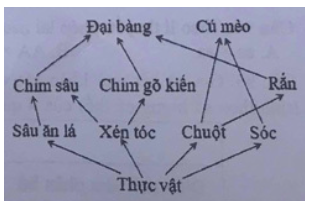 Đại bàng Cú mèo
Chim sâu Chim gõ kiến Rắn
Sâu ăn lá Xén tóc Chuột Sóc
Thực vật